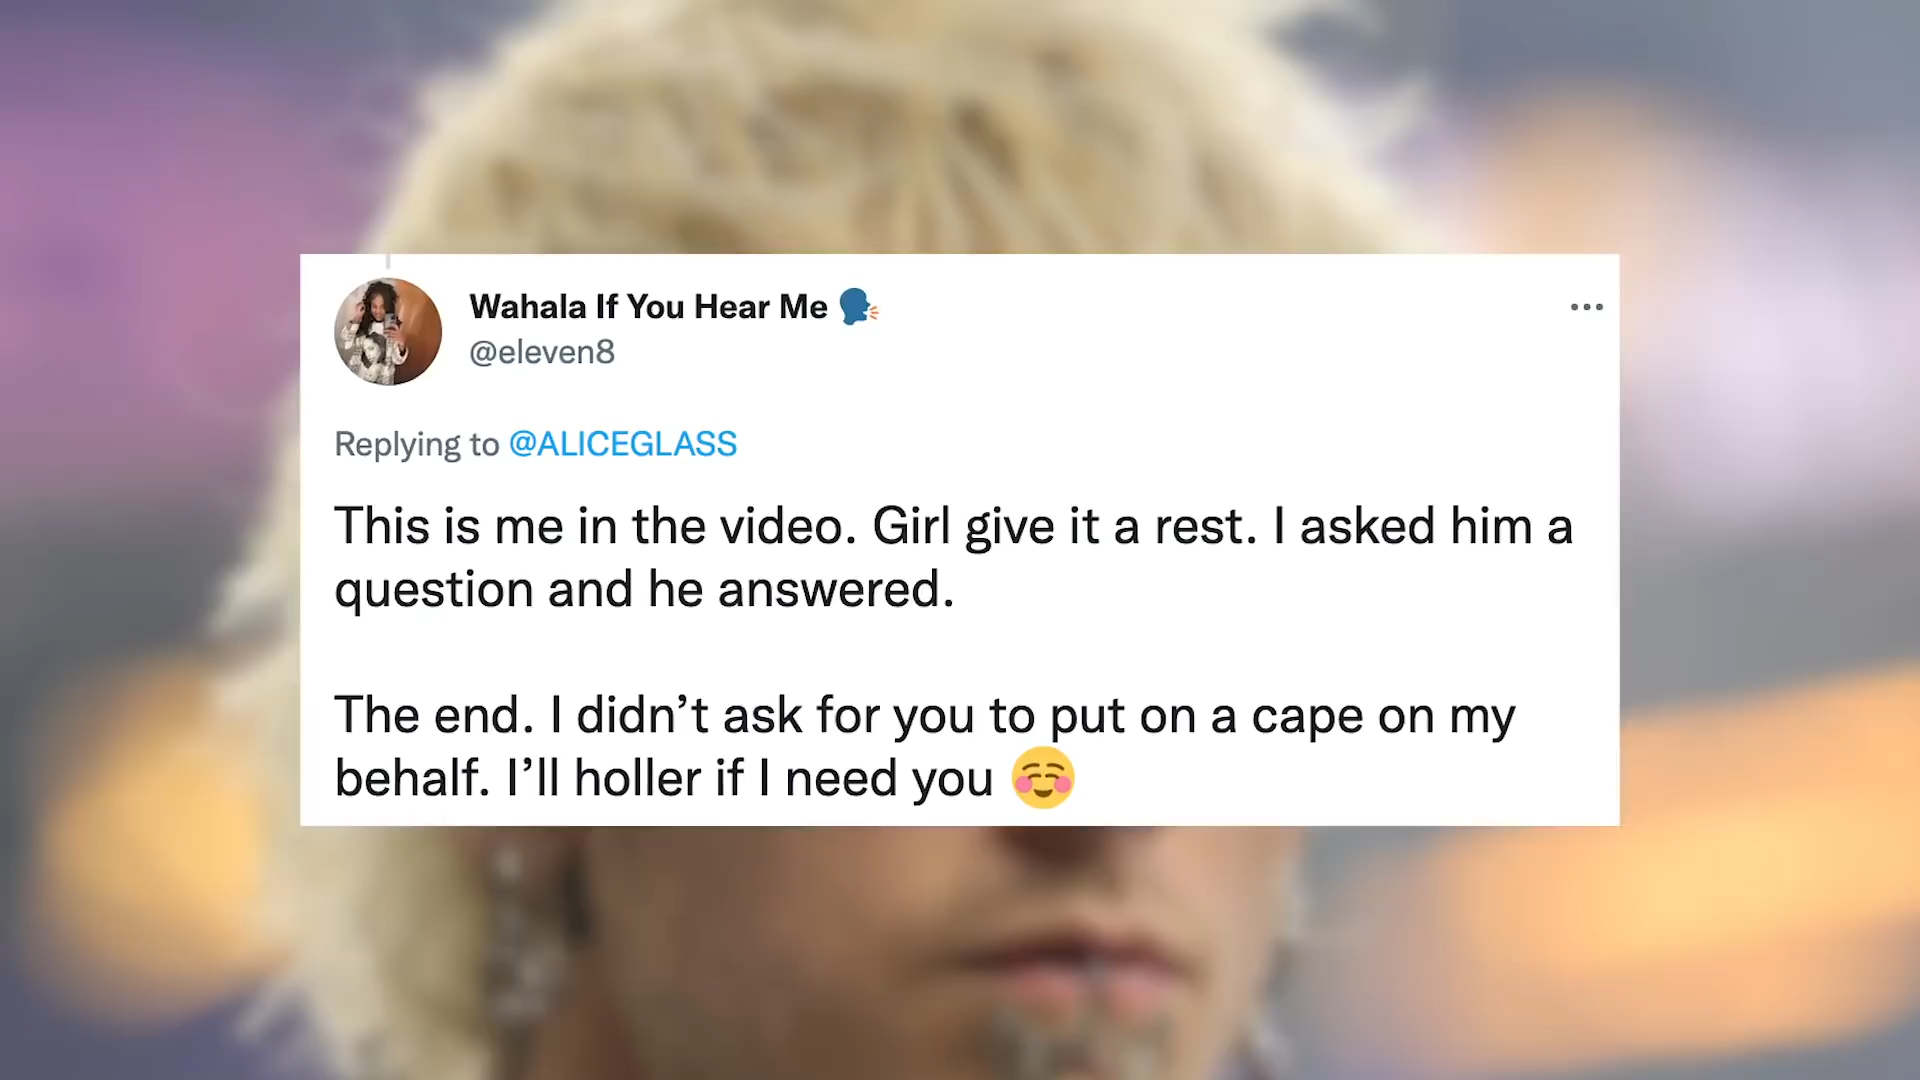 Wahala If You Hear Me 🗣️
@eleven8
Replying to @ALICEGLASS
This is me in the video. Girl give it a rest. I asked him a
question and he answered.
The end. I didn’t ask for you to put on a cape on my
behalf. I’ll holler if I need you ☺️